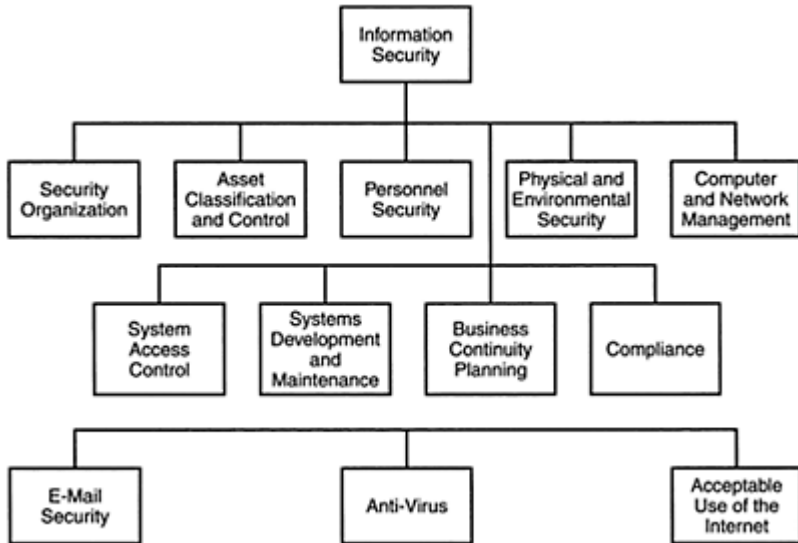 Information
Security
Security
Organization
Asset
Classification
and Control
Personnel
Security
Physical and
Environmental
Security
Computer
and Network
Management
System
Access
Control
Systems
Development
and
Maintenance
Business
Continuity
Planning
Compliance
E-Mail
Security
Anti-Virus
Acceptable
Use of the
Internet